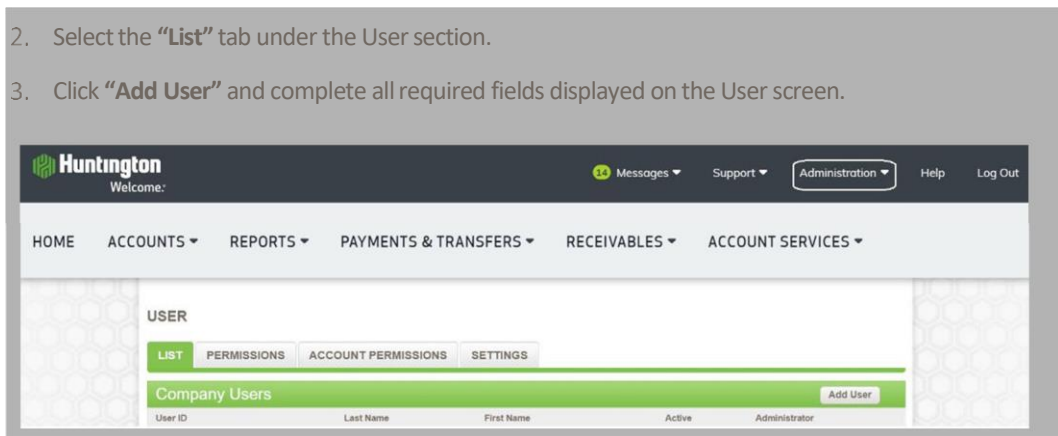 2. Select the “List” tab under the User section.
3. Click “Add User” and complete all required fields displayed on the User screen.
Huntington
Welcome:
14 Messages Support Administration Help Log Out
HOME ACCOUNTS REPORTS PAYMENTS & TRANSFERS RECEIVABLES ACCOUNT SERVICES
USER
LIST PERMISSIONS ACCOUNT PERMISSIONS SETTINGS
Company Users Add User
User ID Last Name First Name Active Administrator